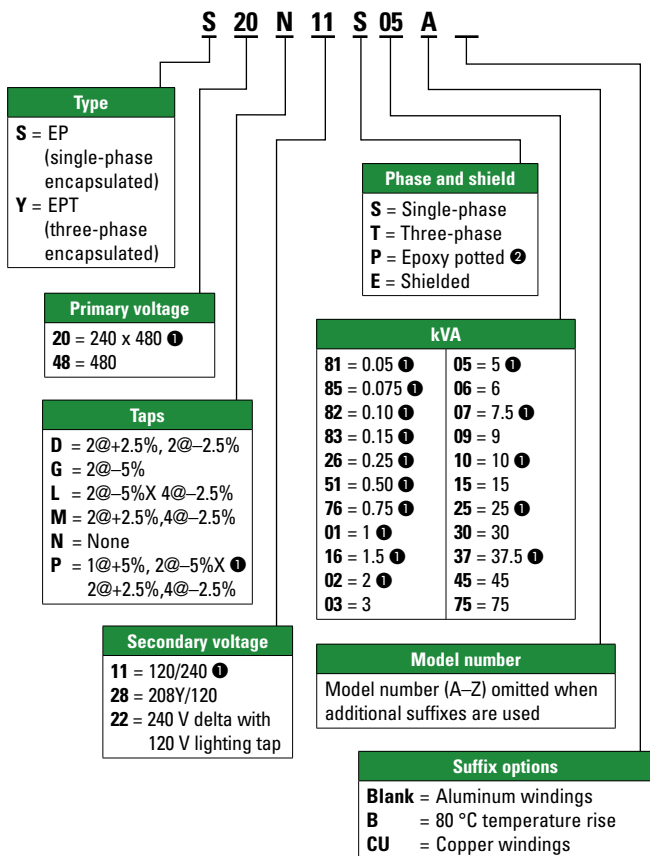 S 20 N 11 S 05 A
Type
S = EP
(single-phase
encapsulated)
Y = EPT
(three-phase
encapsulated)
Phase and shield
S = Single-phase
T = Three-phase
P = Epoxy potted ❷
E = Shielded
Primary voltage
20 = 240 x 480 ❶
48 = 480
kVA
81 = 0.05 ❶
85 = 0.075 ❶
82 = 0.10 ❶
83 = 0.15 ❶
26 = 0.25 ❶
51 = 0.50 ❶
76 = 0.75 ❶
01 = 1 ❶
16 = 1.5 ❶
02 = 2 ❶
03 = 3
05 = 5 ❶
06 = 6
07 = 7.5 ❶
09 = 9
10 = 10 ❶
15 = 15
25 = 25 ❶
30 = 30
37 = 37.5 ❶
45 = 45
75 = 75
Taps
D = 2@+2.5%, 2@–2.5%
G = 2@–5%
L = 2@–5%X 4@–2.5%
M = 2@+2.5%,4@–2.5%
N = None
P = 1@+5%, 2@–5%X ❶
2@+2.5%,4@–2.5%
Secondary voltage
11 = 120/240 ❶
28 = 208Y/120
22 = 240 V delta with
120 V lighting tap
Model number
Model number (A–Z) omitted when
additional suffixes are used
Suffix options
Blank = Aluminum windings
B = 80 °C temperature rise
CU = Copper windings